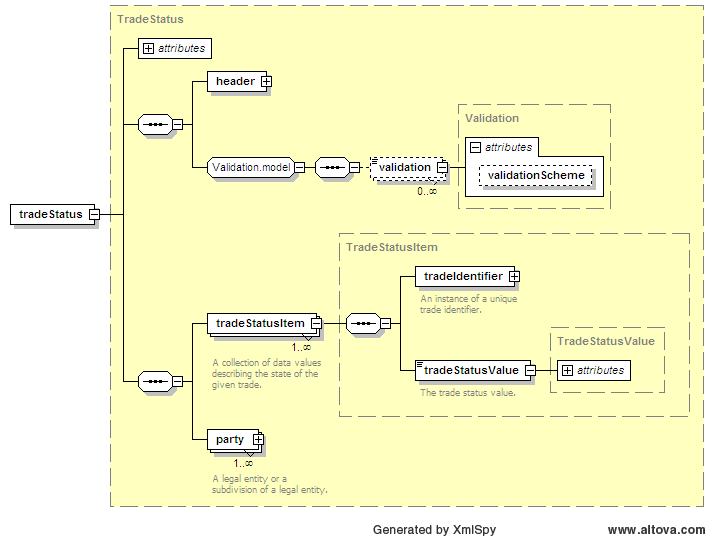 TradeStatus
attributes
header
Validation
attributes
validationScheme
Validation.model
validation
0..∞
tradeStatus
TradeStatusItem
tradeIdentifier
An instance of a unique
trade identifier.
tradeStatusItem
1..∞
A collection of data values
describing the state of the
given trade.
TradeStatusValue
tradeStatusValue
attributes
The trade status value.
party
1..∞
A legal entity or a
subdivision of a legal entity.
Generated by XmlSpy
www.altova.com